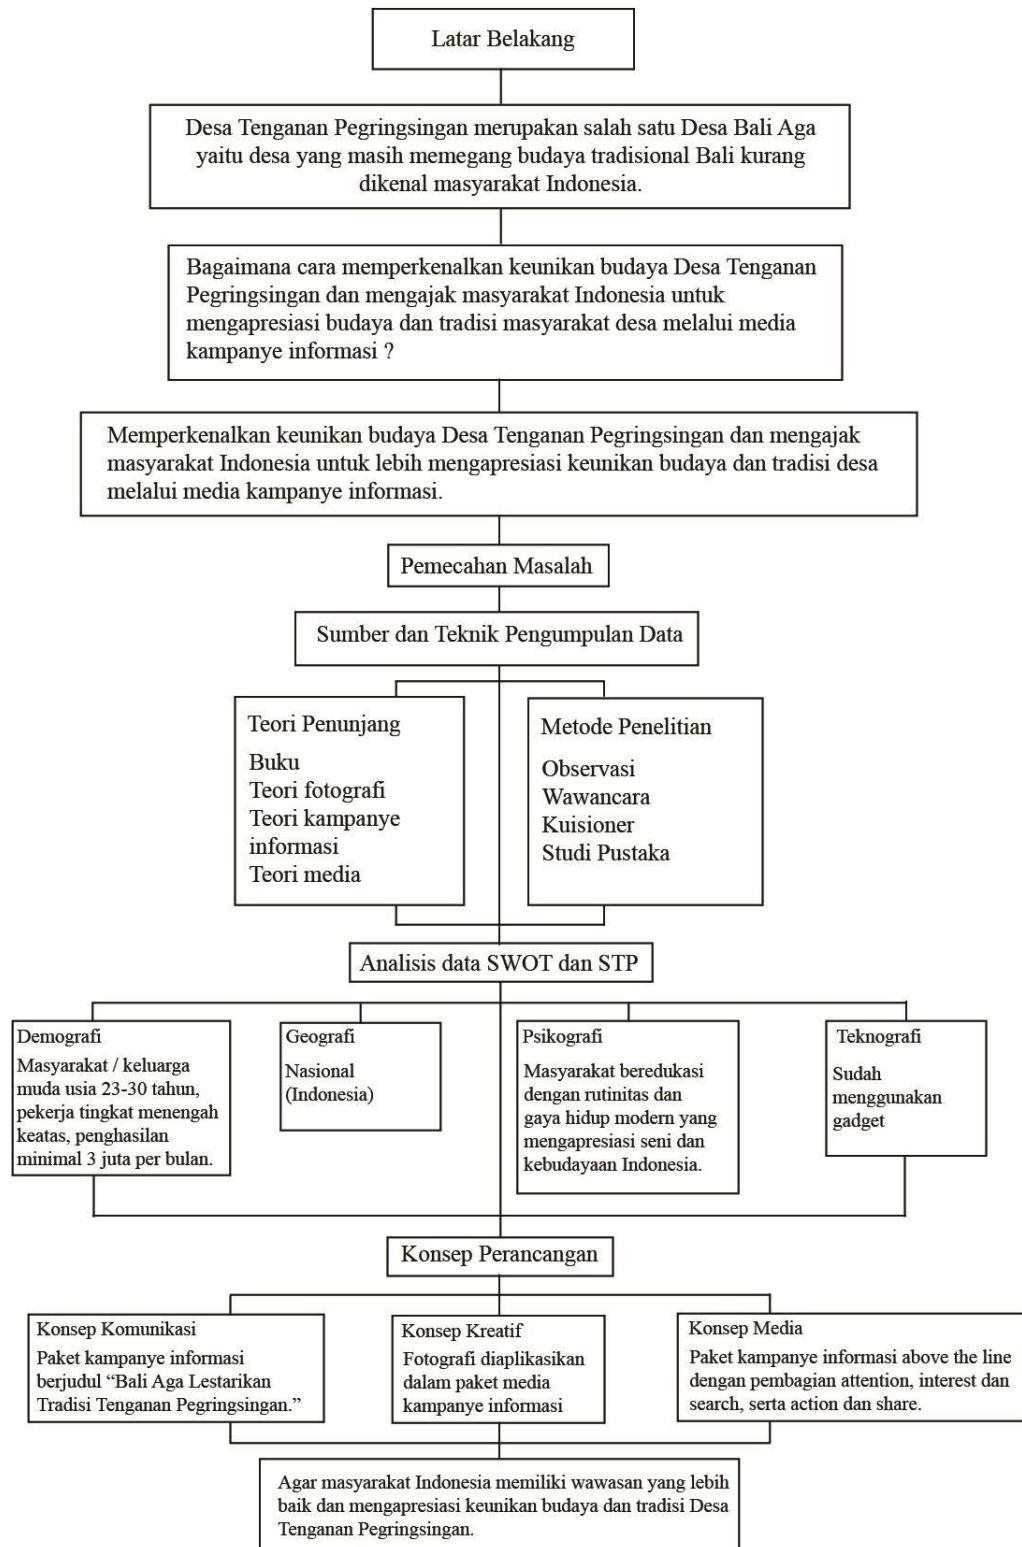 Latar Belakang
Desa Tenganan Pegringsingan merupakan salah satu Desa Bali Aga
yaitu desa yang masih memegang budaya tradisional Bali kurang
dikenal masyarakat Indonesia.
Bagaimana cara memperkenalkan keunikan budaya Desa Tenganan
Pegringsingan dan mengajak masyarakat Indonesia untuk
mengapresiasi budaya dan tradisi masyarakat desa melalui media
kampanye informasi ?
Memperkenalkan keunikan budaya Desa Tenganan Pegringsingan dan mengajak
masyarakat Indonesia untuk lebih mengapresiasi keunikan budaya dan tradisi desa
melalui media kampanye informasi.
Pemecahan Masalah
Sumber dan Teknik Pengumpulan Data
Teori Penunjang
Buku
Teori fotografi
Teori kampanye
informasi
Teori media
Metode Penelitian
Observasi
Wawancara
Kuisioner
Studi Pustaka
Analisis data SWOT dan STP
Demografi
Masyarakat / keluarga
muda usia 23-30 tahun,
pekerja tingkat menengah
keatas, penghasilan
minimal 3 juta per bulan.
Geografi
Nasional
(Indonesia)
Psikografi
Masyarakat beredukasi
dengan rutinitas dan
gaya hidup modern yang
mengapresiasi seni dan
kebudayaan Indonesia.
Teknografi
Sudah
menggunakan
gadget
Konsep Perancangan
Konsep Komunikasi
Paket kampanye informasi
berjudul “Bali Aga Lestarikan
Tradisi Tenganan Pegringsingan.”
Konsep Kreatif
Fotografi diaplikasikan
dalam paket media
kampanye informasi
Konsep Media
Paket kampanye informasi above the line
dengan pembagian attention, interest dan
search, serta action dan share.
Agar masyarakat Indonesia memiliki wawasan yang lebih
baik dan mengapresiasi keunikan budaya dan tradisi Desa
Tenganan Pegringsingan.